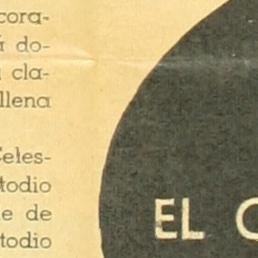 cora-
á do-
a cla-
llena
Celes-
todio
e de
todio
EL C